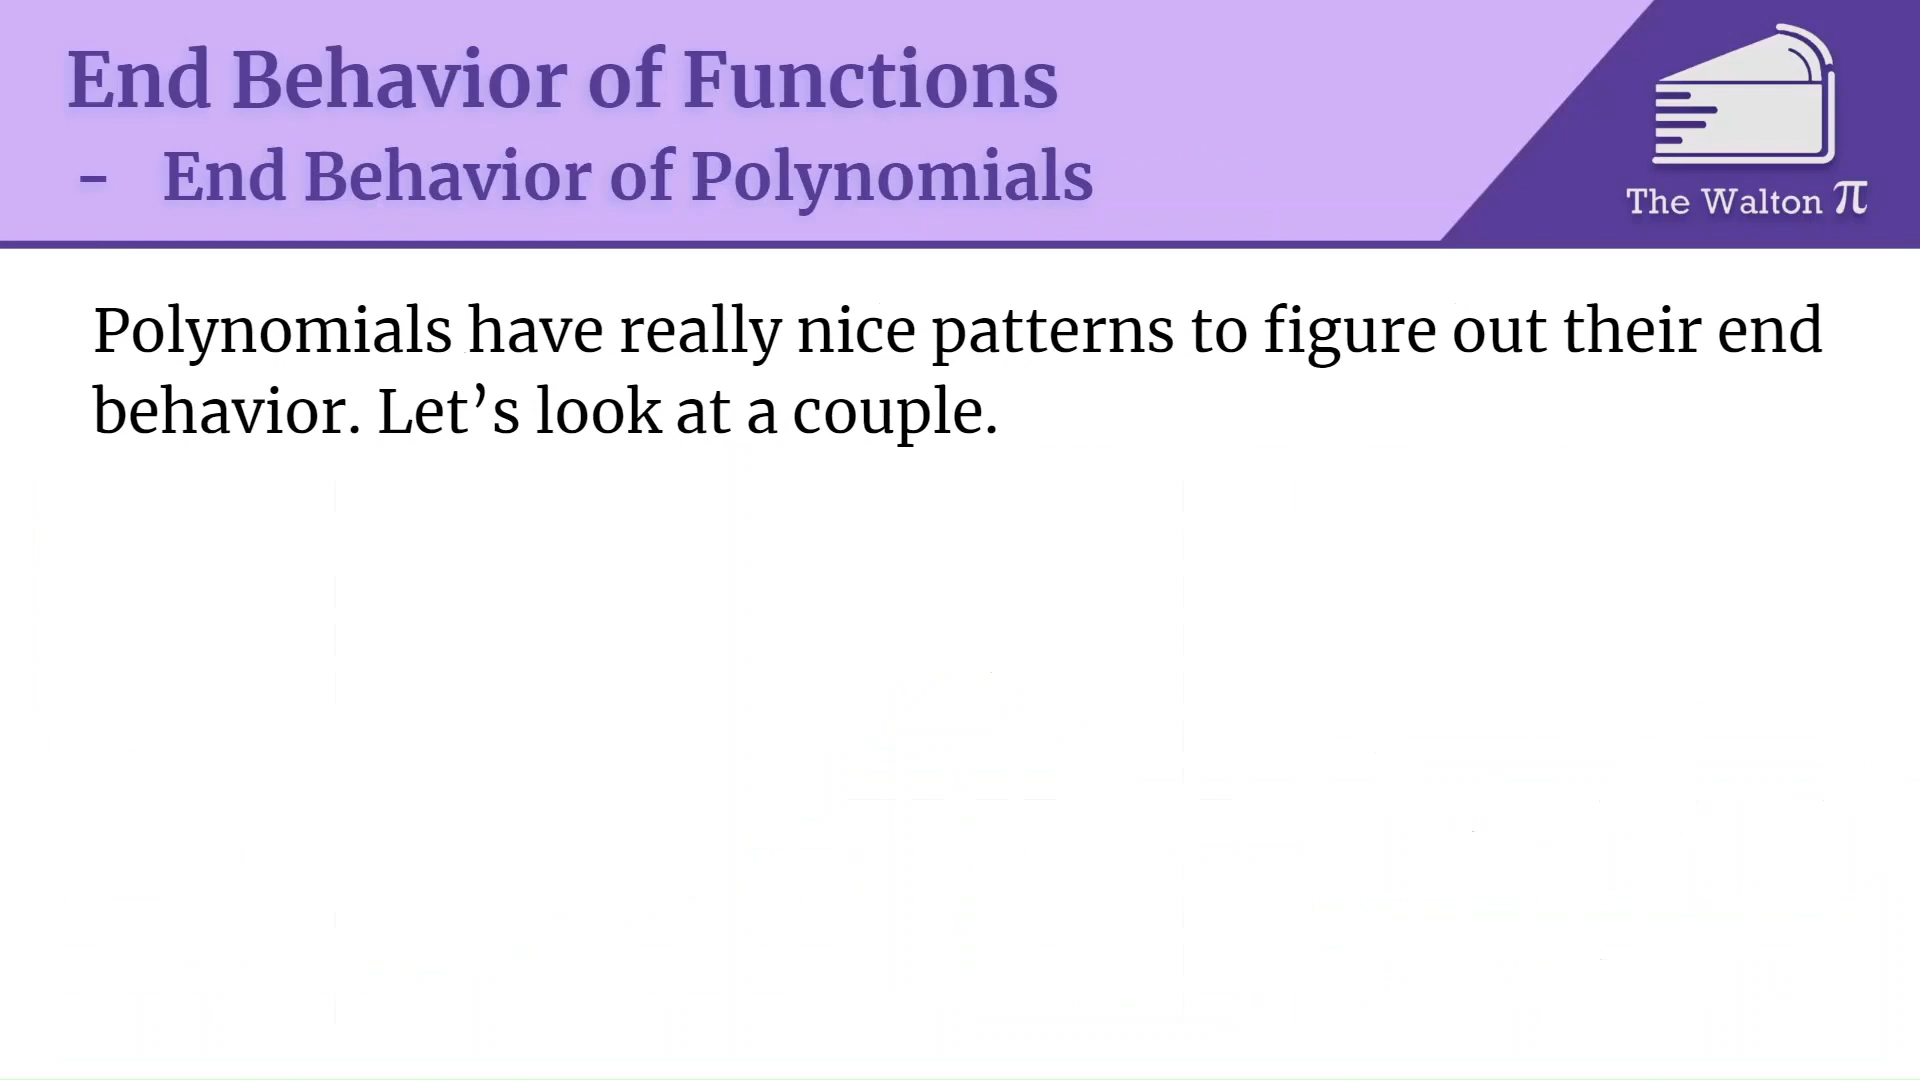 End Behavior of Functions
- End Behavior of Polynomials
The Walton π
Polynomials have really nice patterns to figure out their end
behavior. Let’s look at a couple.